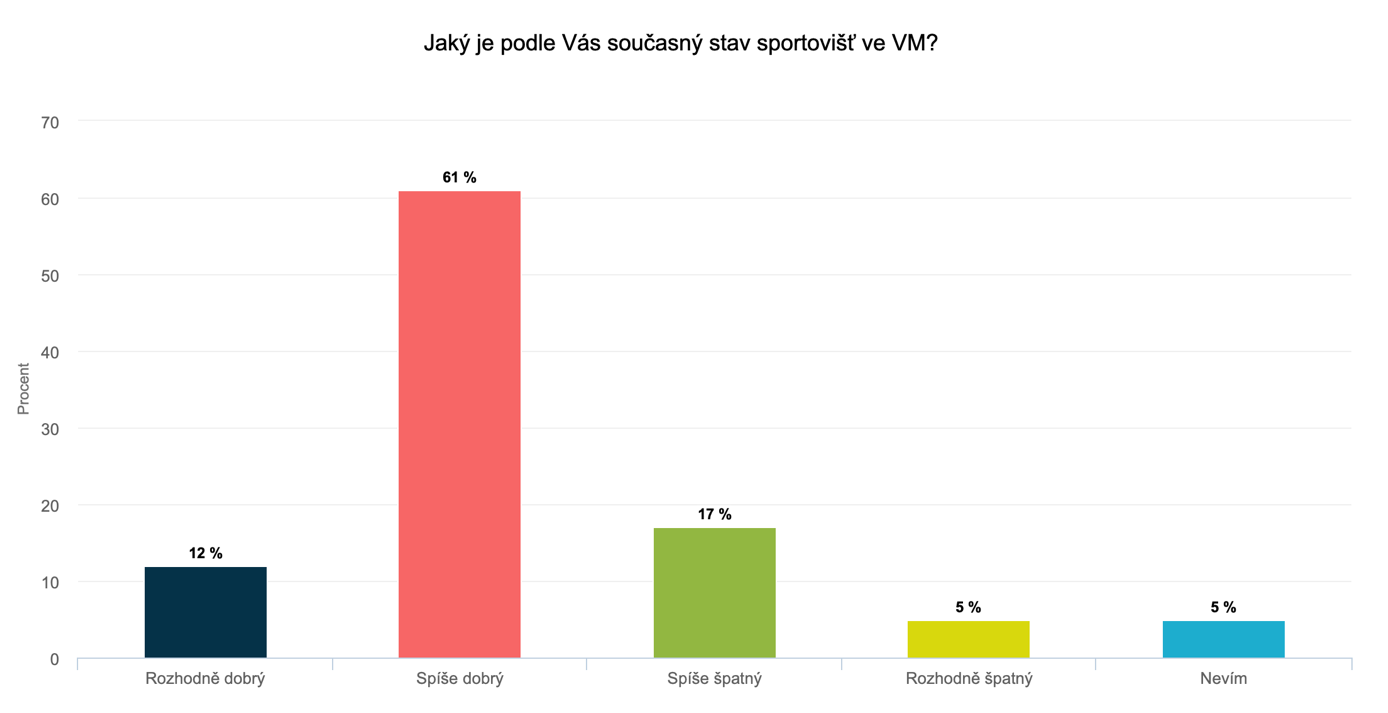 Jaký je podle Vás současný stav sportovišť ve VM?
Procent
70
60
50
40
30
20
10
0
12 %
61 %
17 %
5 %
5 %
Rozhodně dobrý
Spíše dobrý
Spíše špatný
Rozhodně špatný
Nevím